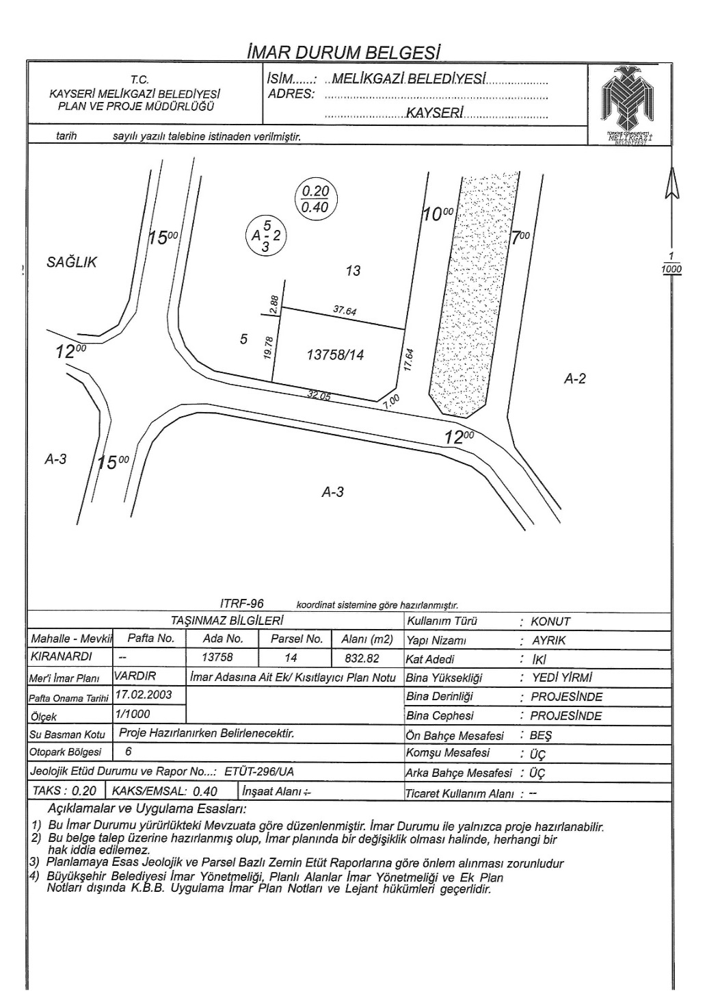 İMAR DURUM BELGESİ
T.C.
KAYSERİ MELİKGAZİ BELEDİYESİ
PLAN VE PROJE MÜDÜRLÜĞÜ
İSİM......: ..MELİKGAZİ BELEDİYESİ...................
ADRES: ..........................................................
.....................KAYSERİ..........................
TÜRKİYE CUMHURİYETİ
MELİKGAZİ
BELEDİYESİ
tarih sayılı yazılı talebine istinaden verilmiştir.
0.20
0.40
5
A - 2
3
10⁰⁰
15⁰⁰
7⁰⁰
SAĞLIK
1
1000
13
2.88
37.64
5
19.78
13758/14
17.64
12⁰⁰
A-2
32.05
7.00
12⁰⁰
A-3
15⁰⁰
A-3
ITRF-96 koordinat sistemine göre hazırlanmıştır.
TAŞINMAZ BİLGİLERİ
Mahalle - Mevkii Pafta No. Ada No. Parsel No. Alanı (m2)
KIRANARDI -- 13758 14 832.82
Mer'i İmar Planı VARDIR İmar Adasına Ait Ek/ Kısıtlayıcı Plan Notu
Pafta Onama Tarihi 17.02.2003
Ölçek 1/1000
Su Basman Kotu Proje Hazırlanırken Belirlenecektir.
Otopark Bölgesi 6
Jeolojik Etüd Durumu ve Rapor No...: ETÜT-296/UA
TAKS : 0.20 KAKS/EMSAL: 0.40 İnşaat Alanı ÷
Kullanım Türü : KONUT
Yapı Nizamı : AYRIK
Kat Adedi : İKİ
Bina Yüksekliği : YEDİ YİRMİ
Bina Derinliği : PROJESİNDE
Bina Cephesi : PROJESİNDE
Ön Bahçe Mesafesi : BEŞ
Komşu Mesafesi : ÜÇ
Arka Bahçe Mesafesi : ÜÇ
Ticaret Kullanım Alanı : --
Açıklamalar ve Uygulama Esasları:
1) Bu İmar Durumu yürürlükteki Mevzuata göre düzenlenmiştir. İmar Durumu ile yalnızca proje hazırlanabilir.
2) Bu belge talep üzerine hazırlanmış olup, İmar planında bir değişiklik olması halinde, herhangi bir
hak iddia edilemez.
3) Planlamaya Esas Jeolojik ve Parsel Bazlı Zemin Etüt Raporlarına göre önlem alınması zorunludur
4) Büyükşehir Belediyesi İmar Yönetmeliği, Planlı Alanlar İmar Yönetmeliği ve Ek Plan
Notları dışında K.B.B. Uygulama İmar Plan Notları ve Lejant hükümleri geçerlidir.